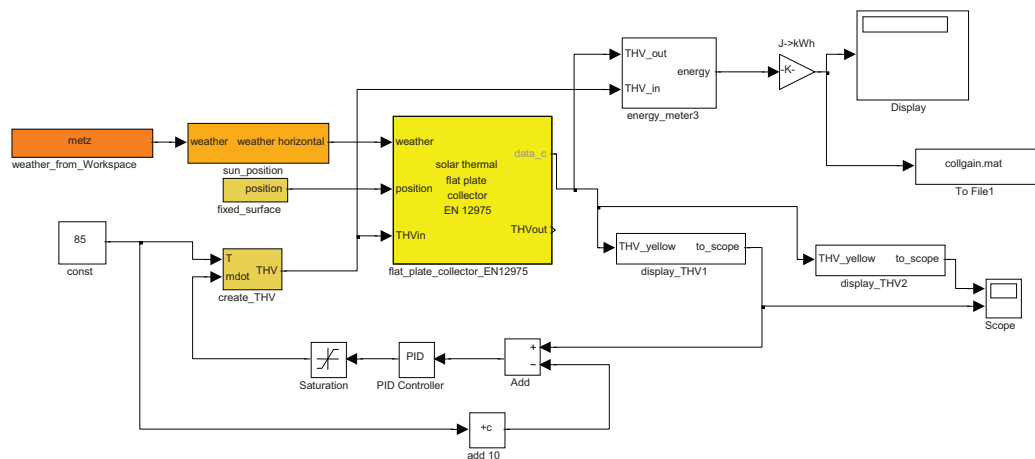 J->kWh
THV_out
energy
THV_in
-K-
energy_meter3
Display
metz
weather_from_Workspace
weather weather horizontal
sun_position
weather
data_c
solar thermal
flat plate
collector
EN 12975
position
THVin
THVout
flat_plate_collector_EN12975
position
fixed_surface
collgain.mat
To File1
85
const
T
mdot
THV
create_THV
THV_yellow to_scope
display_THV1
THV_yellow to_scope
display_THV2
Scope
Saturation
PID
PID Controller
+
−
Add
+c
add 10